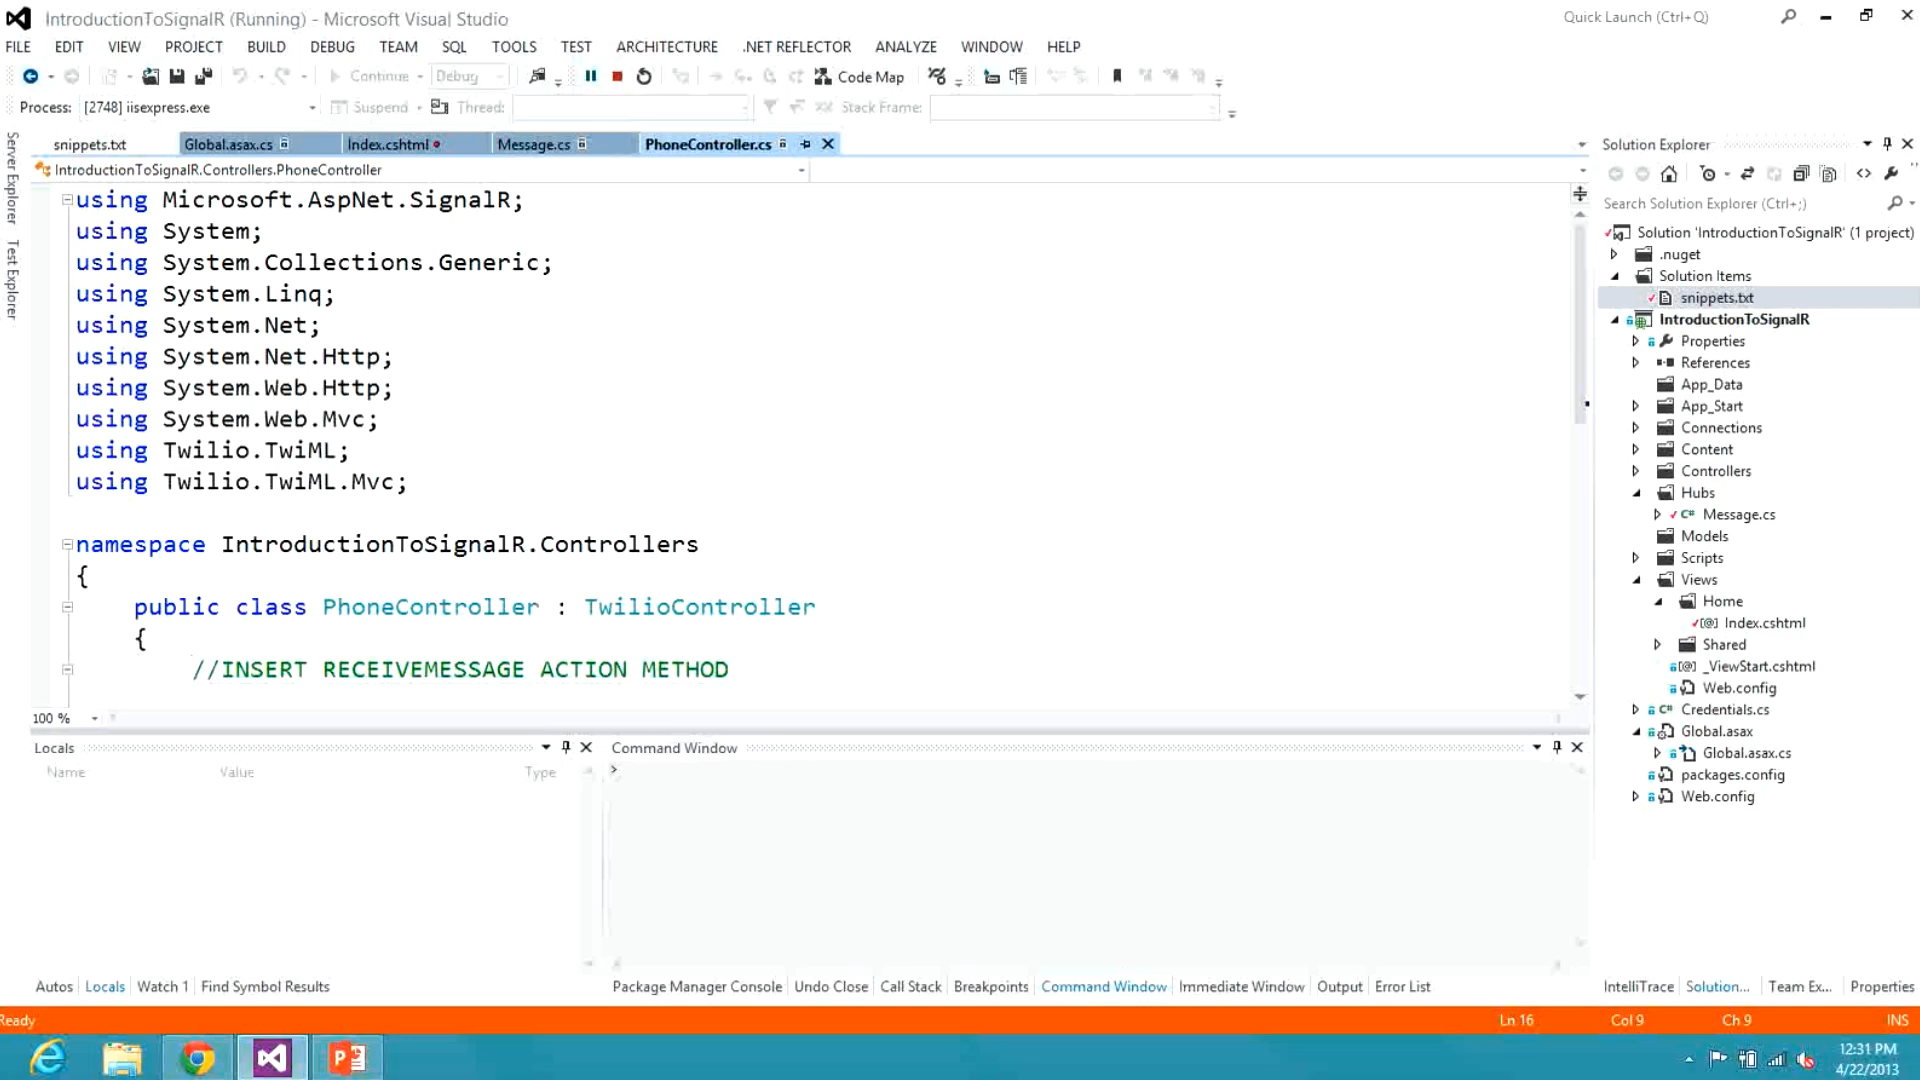 IntroductionToSignalR (Running) - Microsoft Visual Studio
Quick Launch (Ctrl+Q)
FILE EDIT VIEW PROJECT BUILD DEBUG TEAM SQL TOOLS TEST ARCHITECTURE .NET REFLECTOR ANALYZE WINDOW HELP
Continue Debug Code Map
Process: [2748] iisexpress.exe Suspend Thread: Stack Frame:
Server Explorer
Test Explorer
snippets.txt Global.asax.cs Index.cshtml Message.cs PhoneController.cs
IntroductionToSignalR.Controllers.PhoneController
using Microsoft.AspNet.SignalR;
using System;
using System.Collections.Generic;
using System.Linq;
using System.Net;
using System.Net.Http;
using System.Web.Http;
using System.Web.Mvc;
using Twilio.TwiML;
using Twilio.TwiML.Mvc;
namespace IntroductionToSignalR.Controllers
{
public class PhoneController : TwilioController
{
//INSERT RECEIVEMESSAGE ACTION METHOD
100 %
Solution Explorer
Search Solution Explorer (Ctrl+;)
Solution 'IntroductionToSignalR' (1 project)
.nuget
Solution Items
snippets.txt
IntroductionToSignalR
Properties
References
App_Data
App_Start
Connections
Content
Controllers
Hubs
C# Message.cs
Models
Scripts
Views
Home
[@] Index.cshtml
Shared
[@] _ViewStart.cshtml
Web.config
C# Credentials.cs
Global.asax
Global.asax.cs
packages.config
Web.config
Locals
Name Value Type
Command Window
>
Autos Locals Watch 1 Find Symbol Results
Package Manager Console Undo Close Call Stack Breakpoints Command Window Immediate Window Output Error List
IntelliTrace Solution... Team Ex... Properties
Ready
Ln 16 Col 9 Ch 9 INS
12:31 PM
4/22/2013